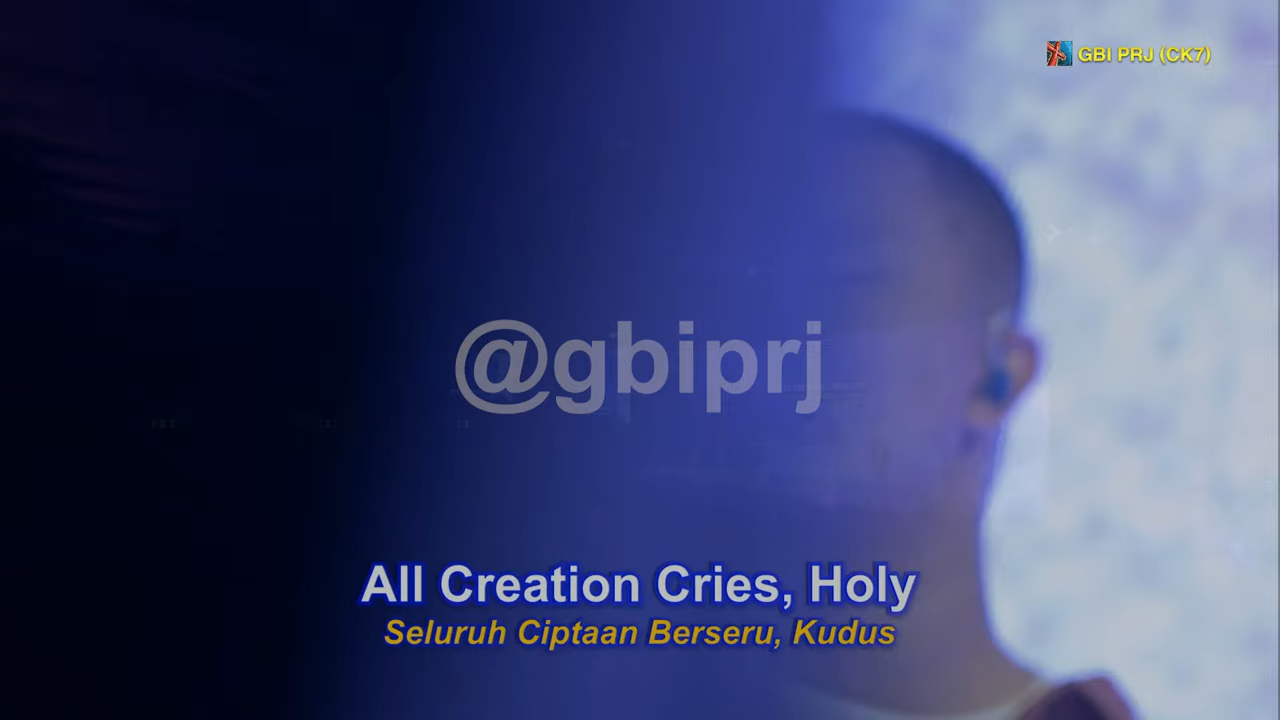 GBI PRJ (CK7)
@gbiprj
All Creation Cries, Holy
Seluruh Ciptaan Berseru, Kudus